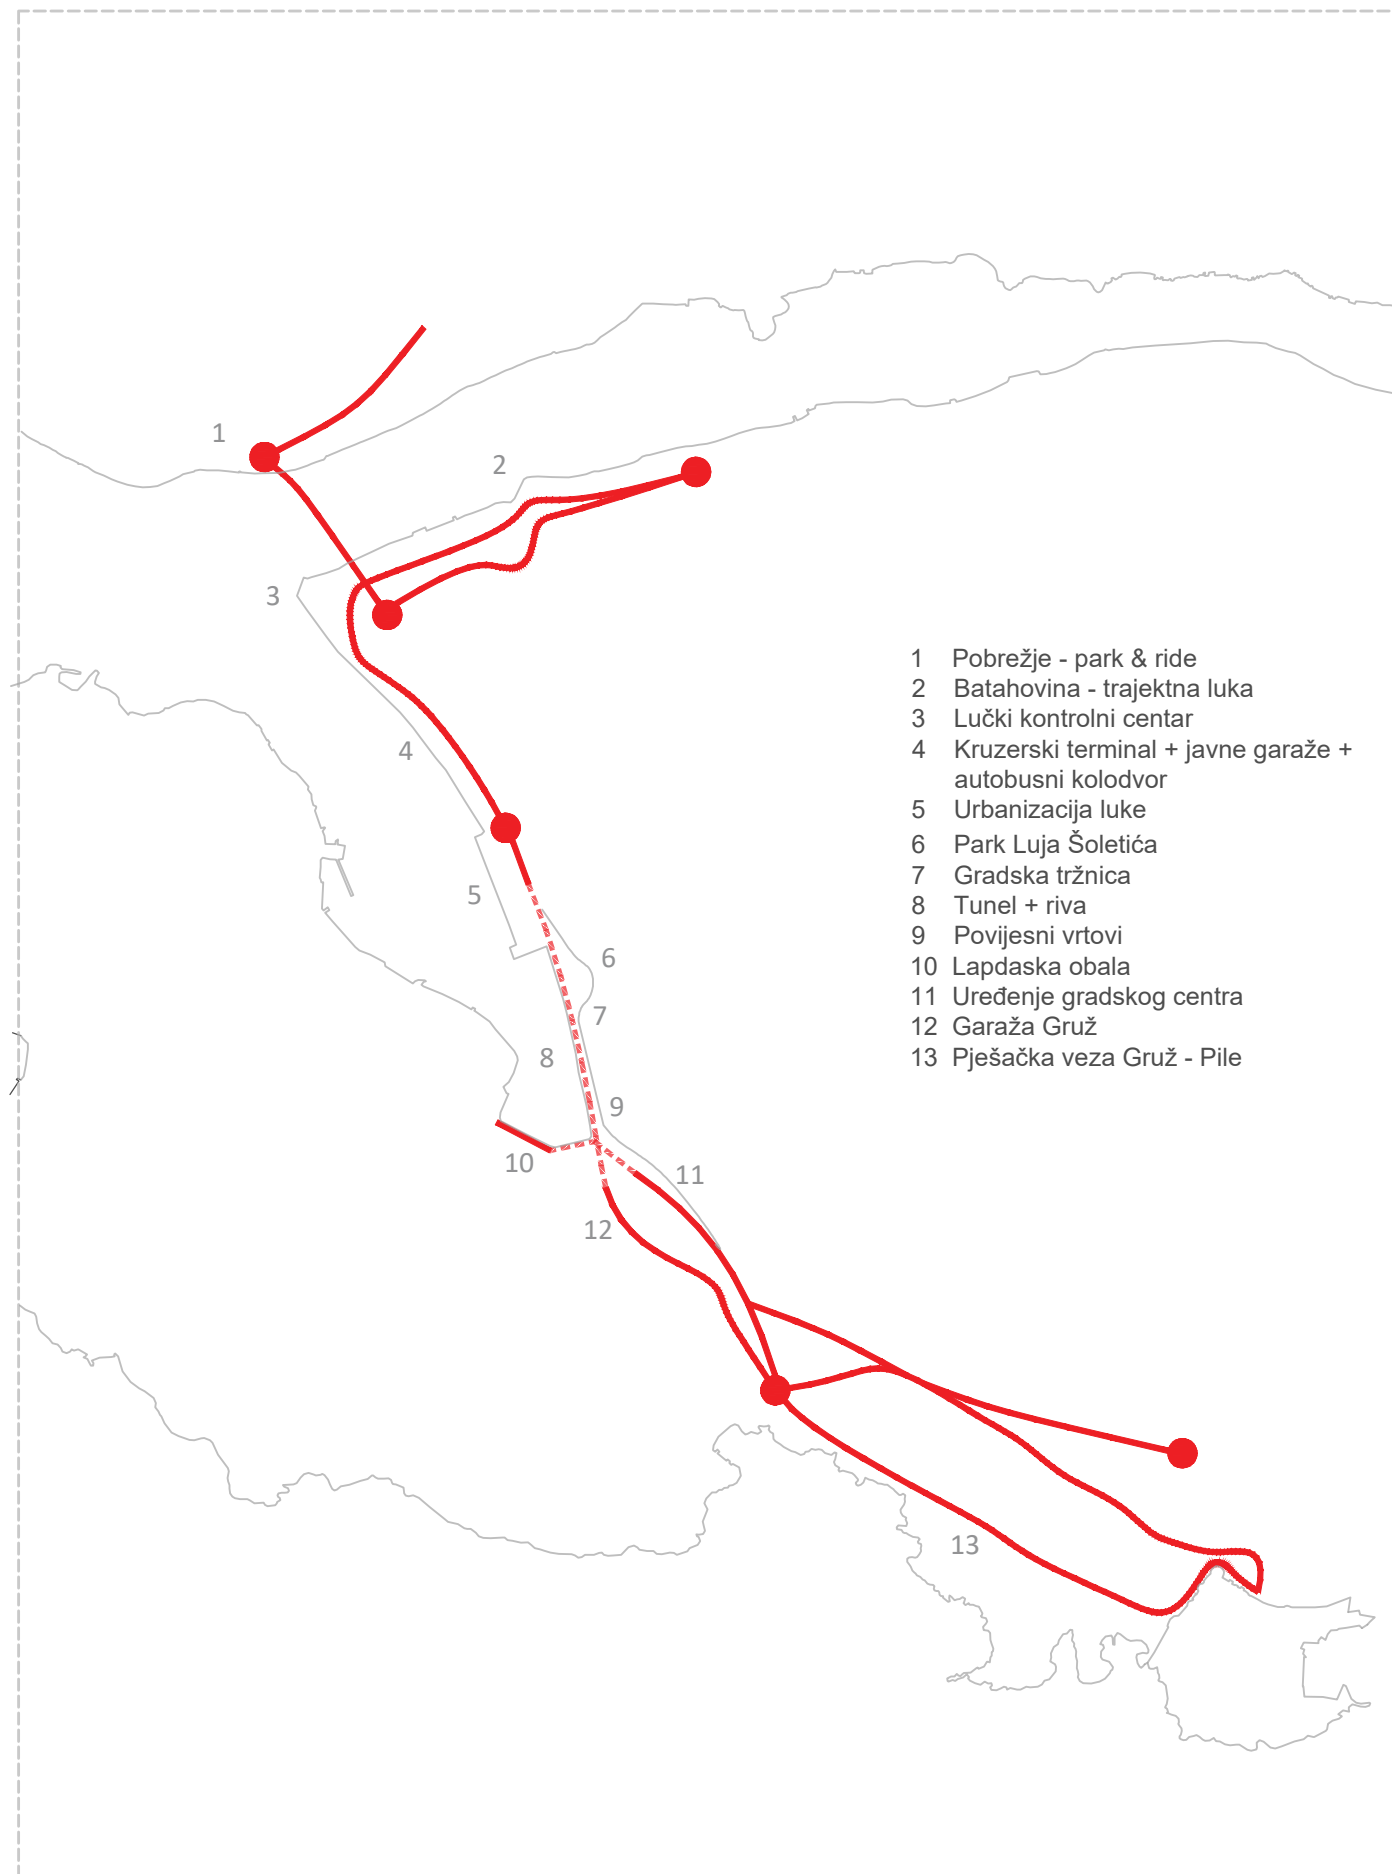 1
2
3
4
5
6
7
8
9
10
11
12
13
1 Pobrežje - park & ride
2 Batahovina - trajektna luka
3 Lučki kontrolni centar
4 Kruzerski terminal + javne garaže +
autobusni kolodvor
5 Urbanizacija luke
6 Park Luja Šoletića
7 Gradska tržnica
8 Tunel + riva
9 Povijesni vrtovi
10 Lapdaska obala
11 Uređenje gradskog centra
12 Garaža Gruž
13 Pješačka veza Gruž - Pile